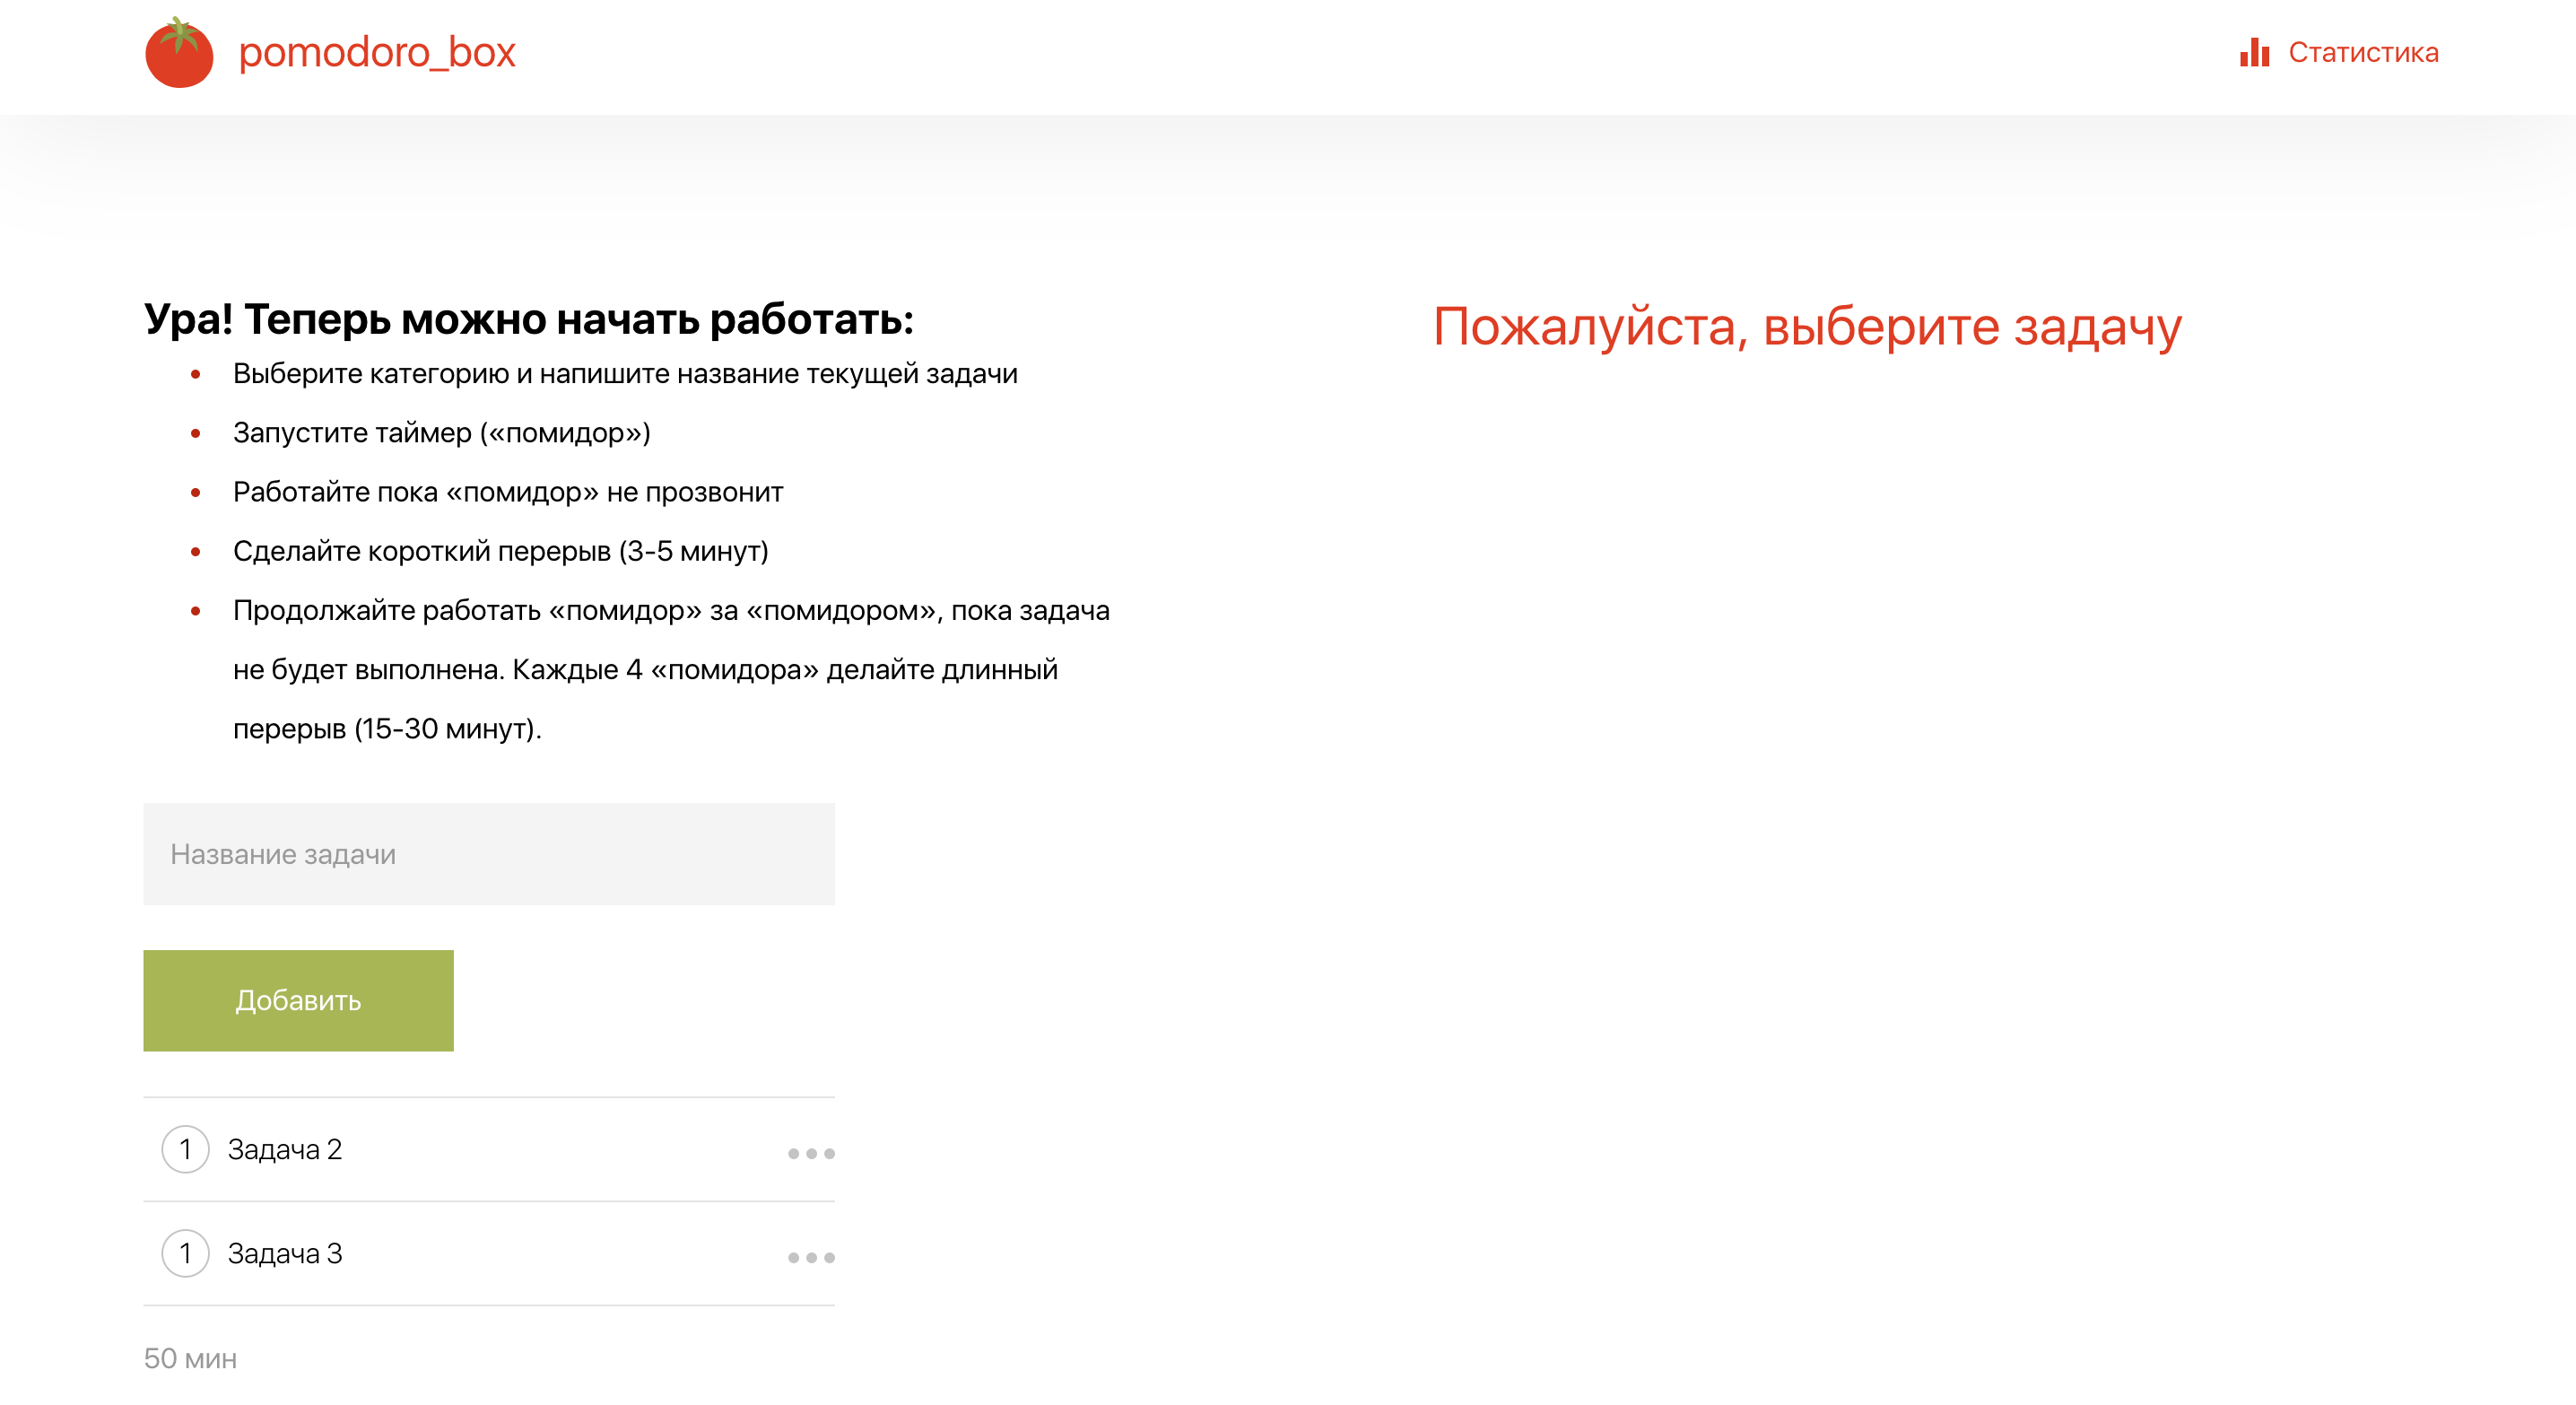 pomodoro_box
Статистика
Ура! Теперь можно начать работать:
Выберите категорию и напишите название текущей задачи
Запустите таймер («помидор»)
Работайте пока «помидор» не прозвонит
Сделайте короткий перерыв (3-5 минут)
Продолжайте работать «помидор» за «помидором», пока задача
не будет выполнена. Каждые 4 «помидора» делайте длинный
перерыв (15-30 минут).
Название задачи
Добавить
1 Задача 2
1 Задача 3
50 мин
Пожалуйста, выберите задачу